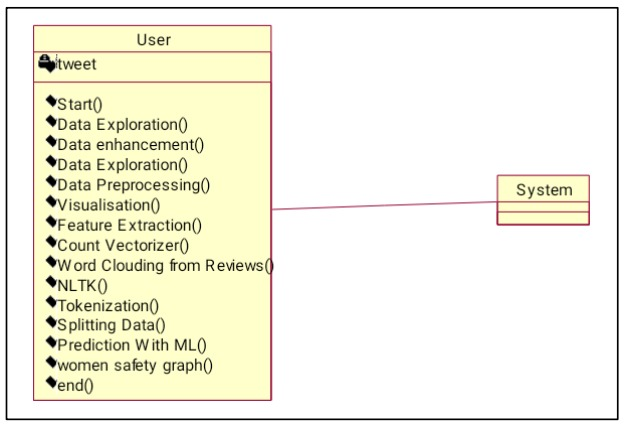 User
tweet
Start()
Data Exploration()
Data enhancement()
Data Exploration()
Data Preprocessing()
Visualisation()
Feature Extraction()
Count Vectorizer()
Word Clouding from Reviews()
NLTK()
Tokenization()
Splitting Data()
Prediction With ML()
women safety graph()
end()
System